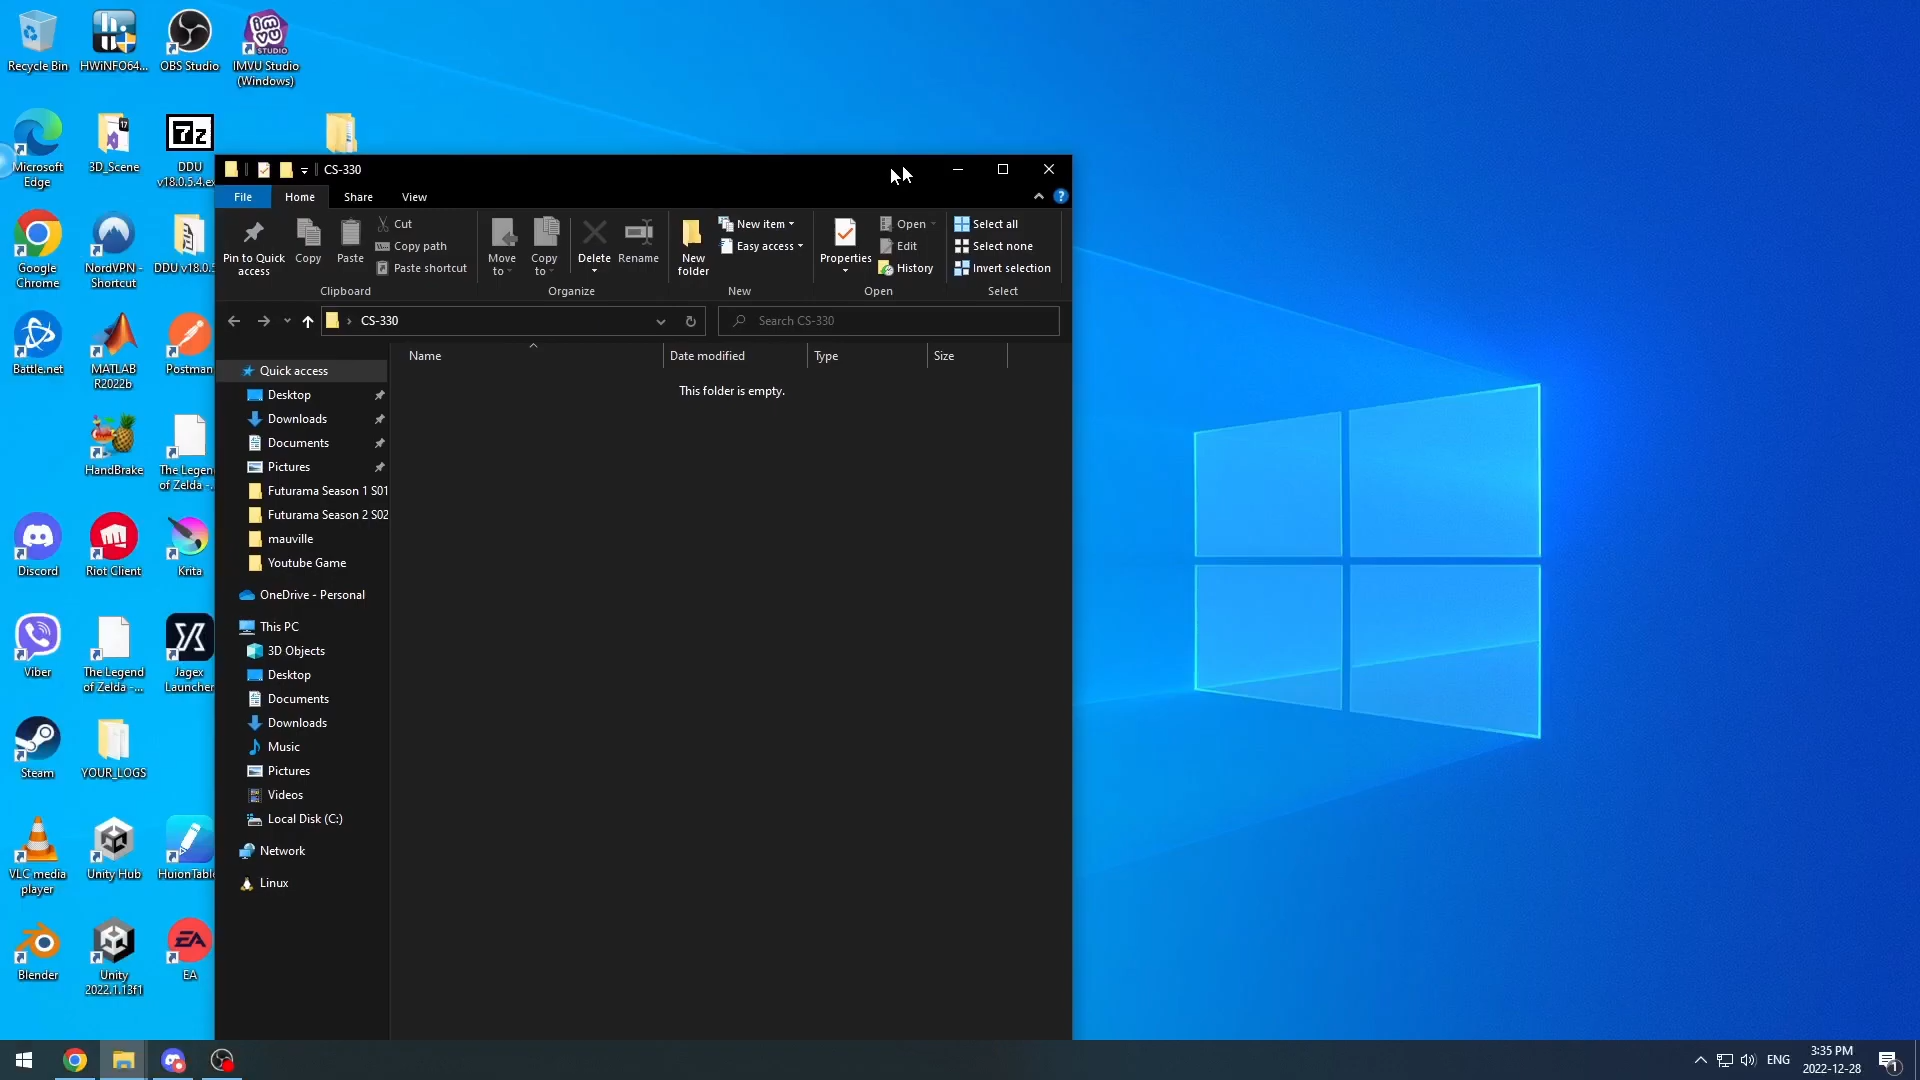 Recycle Bin
HWiNFO64...
OBS Studio
IMVU Studio
(Windows)
Microsoft
Edge
3D_Scene
DDU
v18.0.5.4.ex
Google
Chrome
NordVPN -
Shortcut
DDU v18.0.5
Battle.net
MATLAB
R2022b
Postman
HandBrake
The Legen
of Zelda -...
Discord
Riot Client
Krita
Viber
The Legend
of Zelda -...
Jagex
Launcher
Steam
YOUR_LOGS
VLC media
player
Unity Hub
HuionTable
Blender
Unity
2022.1.13f1
EA
CS-330
File
Home
Share
View
Pin to Quick
access
Copy
Paste
Cut
Copy path
Paste shortcut
Clipboard
Move
to
Copy
to
Delete
Rename
Organize
New
folder
New item
Easy access
New
Properties
Open
Edit
History
Open
Select all
Select none
Invert selection
Select
CS-330
Search CS-330
Name
Date modified
Type
Size
This folder is empty.
Quick access
Desktop
Downloads
Documents
Pictures
Futurama Season 1 S01
Futurama Season 2 S02
mauville
Youtube Game
OneDrive - Personal
This PC
3D Objects
Desktop
Documents
Downloads
Music
Pictures
Videos
Local Disk (C:)
Network
Linux
ENG
3:35 PM
2022-12-28
1